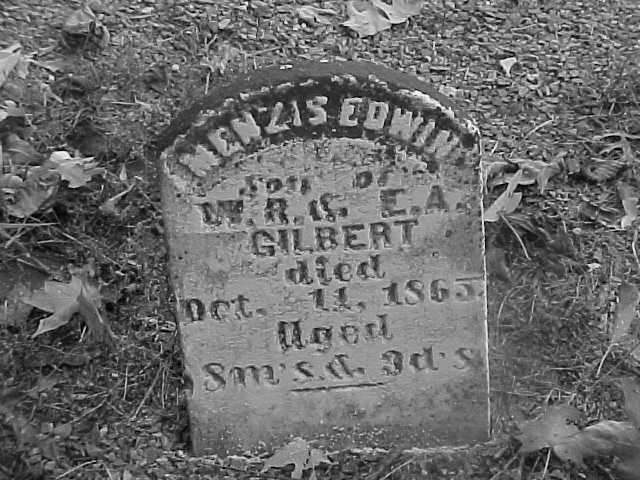 MENZIS EDWIN
Son of
W.R. & E.A.
GILBERT
died
Oct. 11, 1865.
Aged
8m's. & 3d's